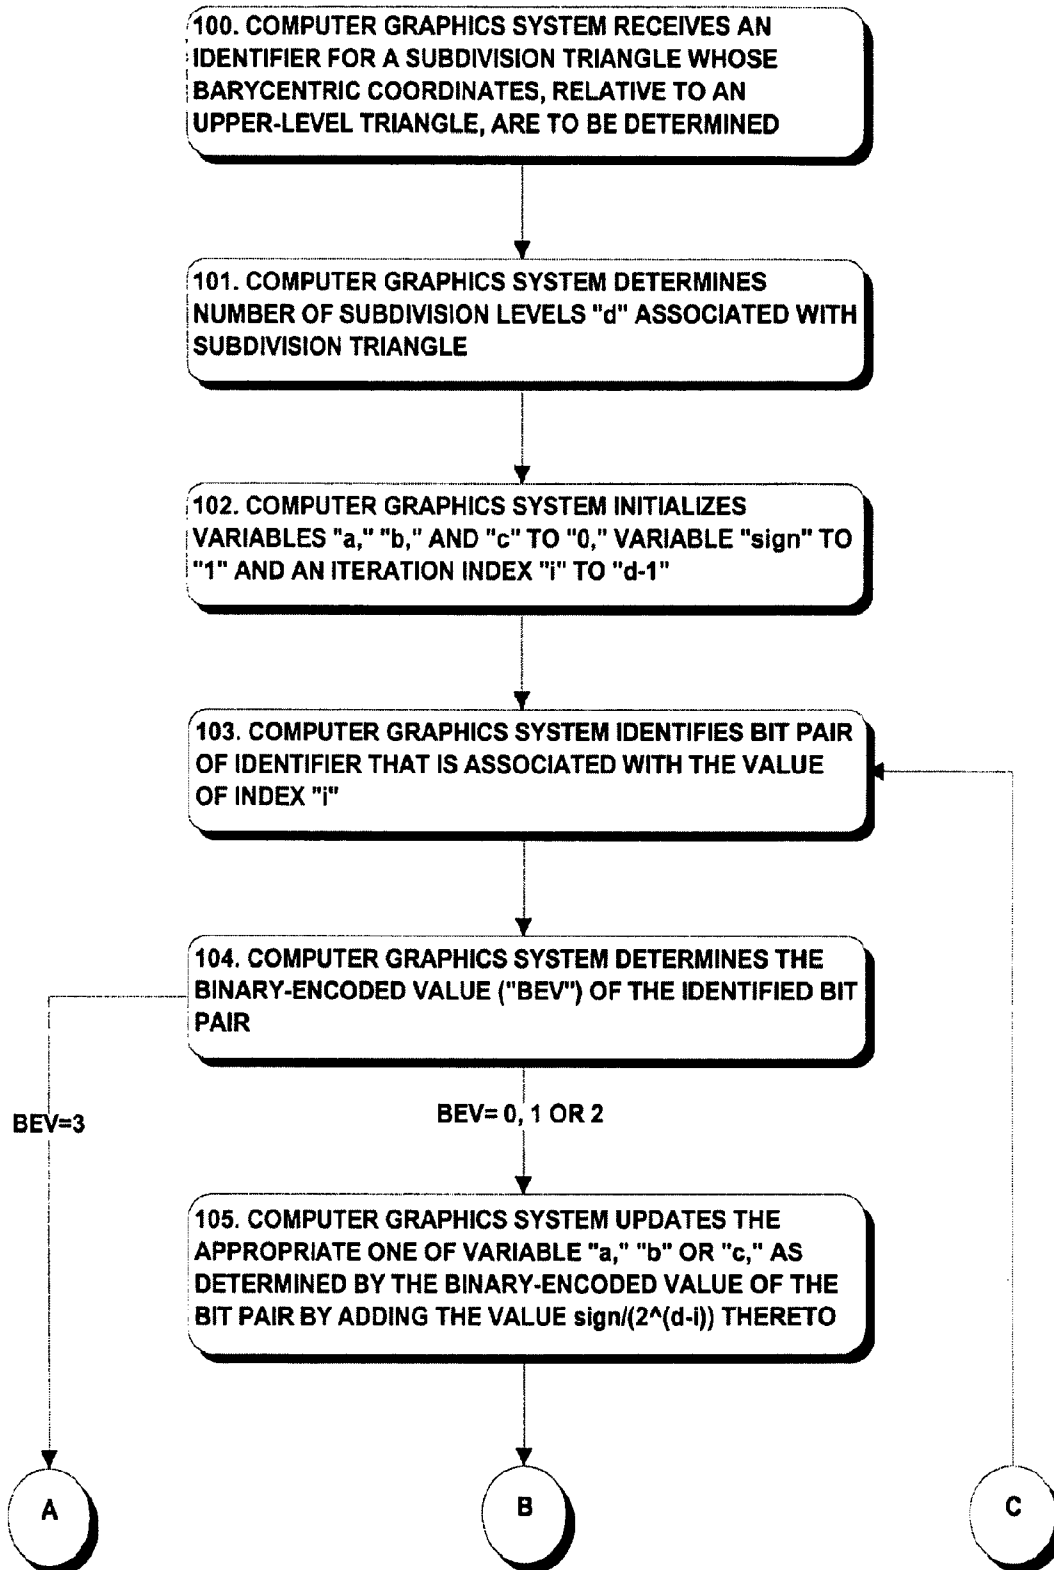 100. COMPUTER GRAPHICS SYSTEM RECEIVES AN
IDENTIFIER FOR A SUBDIVISION TRIANGLE WHOSE
BARYCENTRIC COORDINATES, RELATIVE TO AN
UPPER-LEVEL TRIANGLE, ARE TO BE DETERMINED
101. COMPUTER GRAPHICS SYSTEM DETERMINES
NUMBER OF SUBDIVISION LEVELS "d" ASSOCIATED WITH
SUBDIVISION TRIANGLE
102. COMPUTER GRAPHICS SYSTEM INITIALIZES
VARIABLES "a," "b," AND "c" TO "0," VARIABLE "sign" TO
"1" AND AN ITERATION INDEX "i" TO "d-1"
103. COMPUTER GRAPHICS SYSTEM IDENTIFIES BIT PAIR
OF IDENTIFIER THAT IS ASSOCIATED WITH THE VALUE
OF INDEX "i"
104. COMPUTER GRAPHICS SYSTEM DETERMINES THE
BINARY-ENCODED VALUE ("BEV") OF THE IDENTIFIED BIT
PAIR
BEV=3
BEV= 0, 1 OR 2
105. COMPUTER GRAPHICS SYSTEM UPDATES THE
APPROPRIATE ONE OF VARIABLE "a," "b" OR "c," AS
DETERMINED BY THE BINARY-ENCODED VALUE OF THE
BIT PAIR BY ADDING THE VALUE sign/(2^(d-i)) THERETO
A
B
C